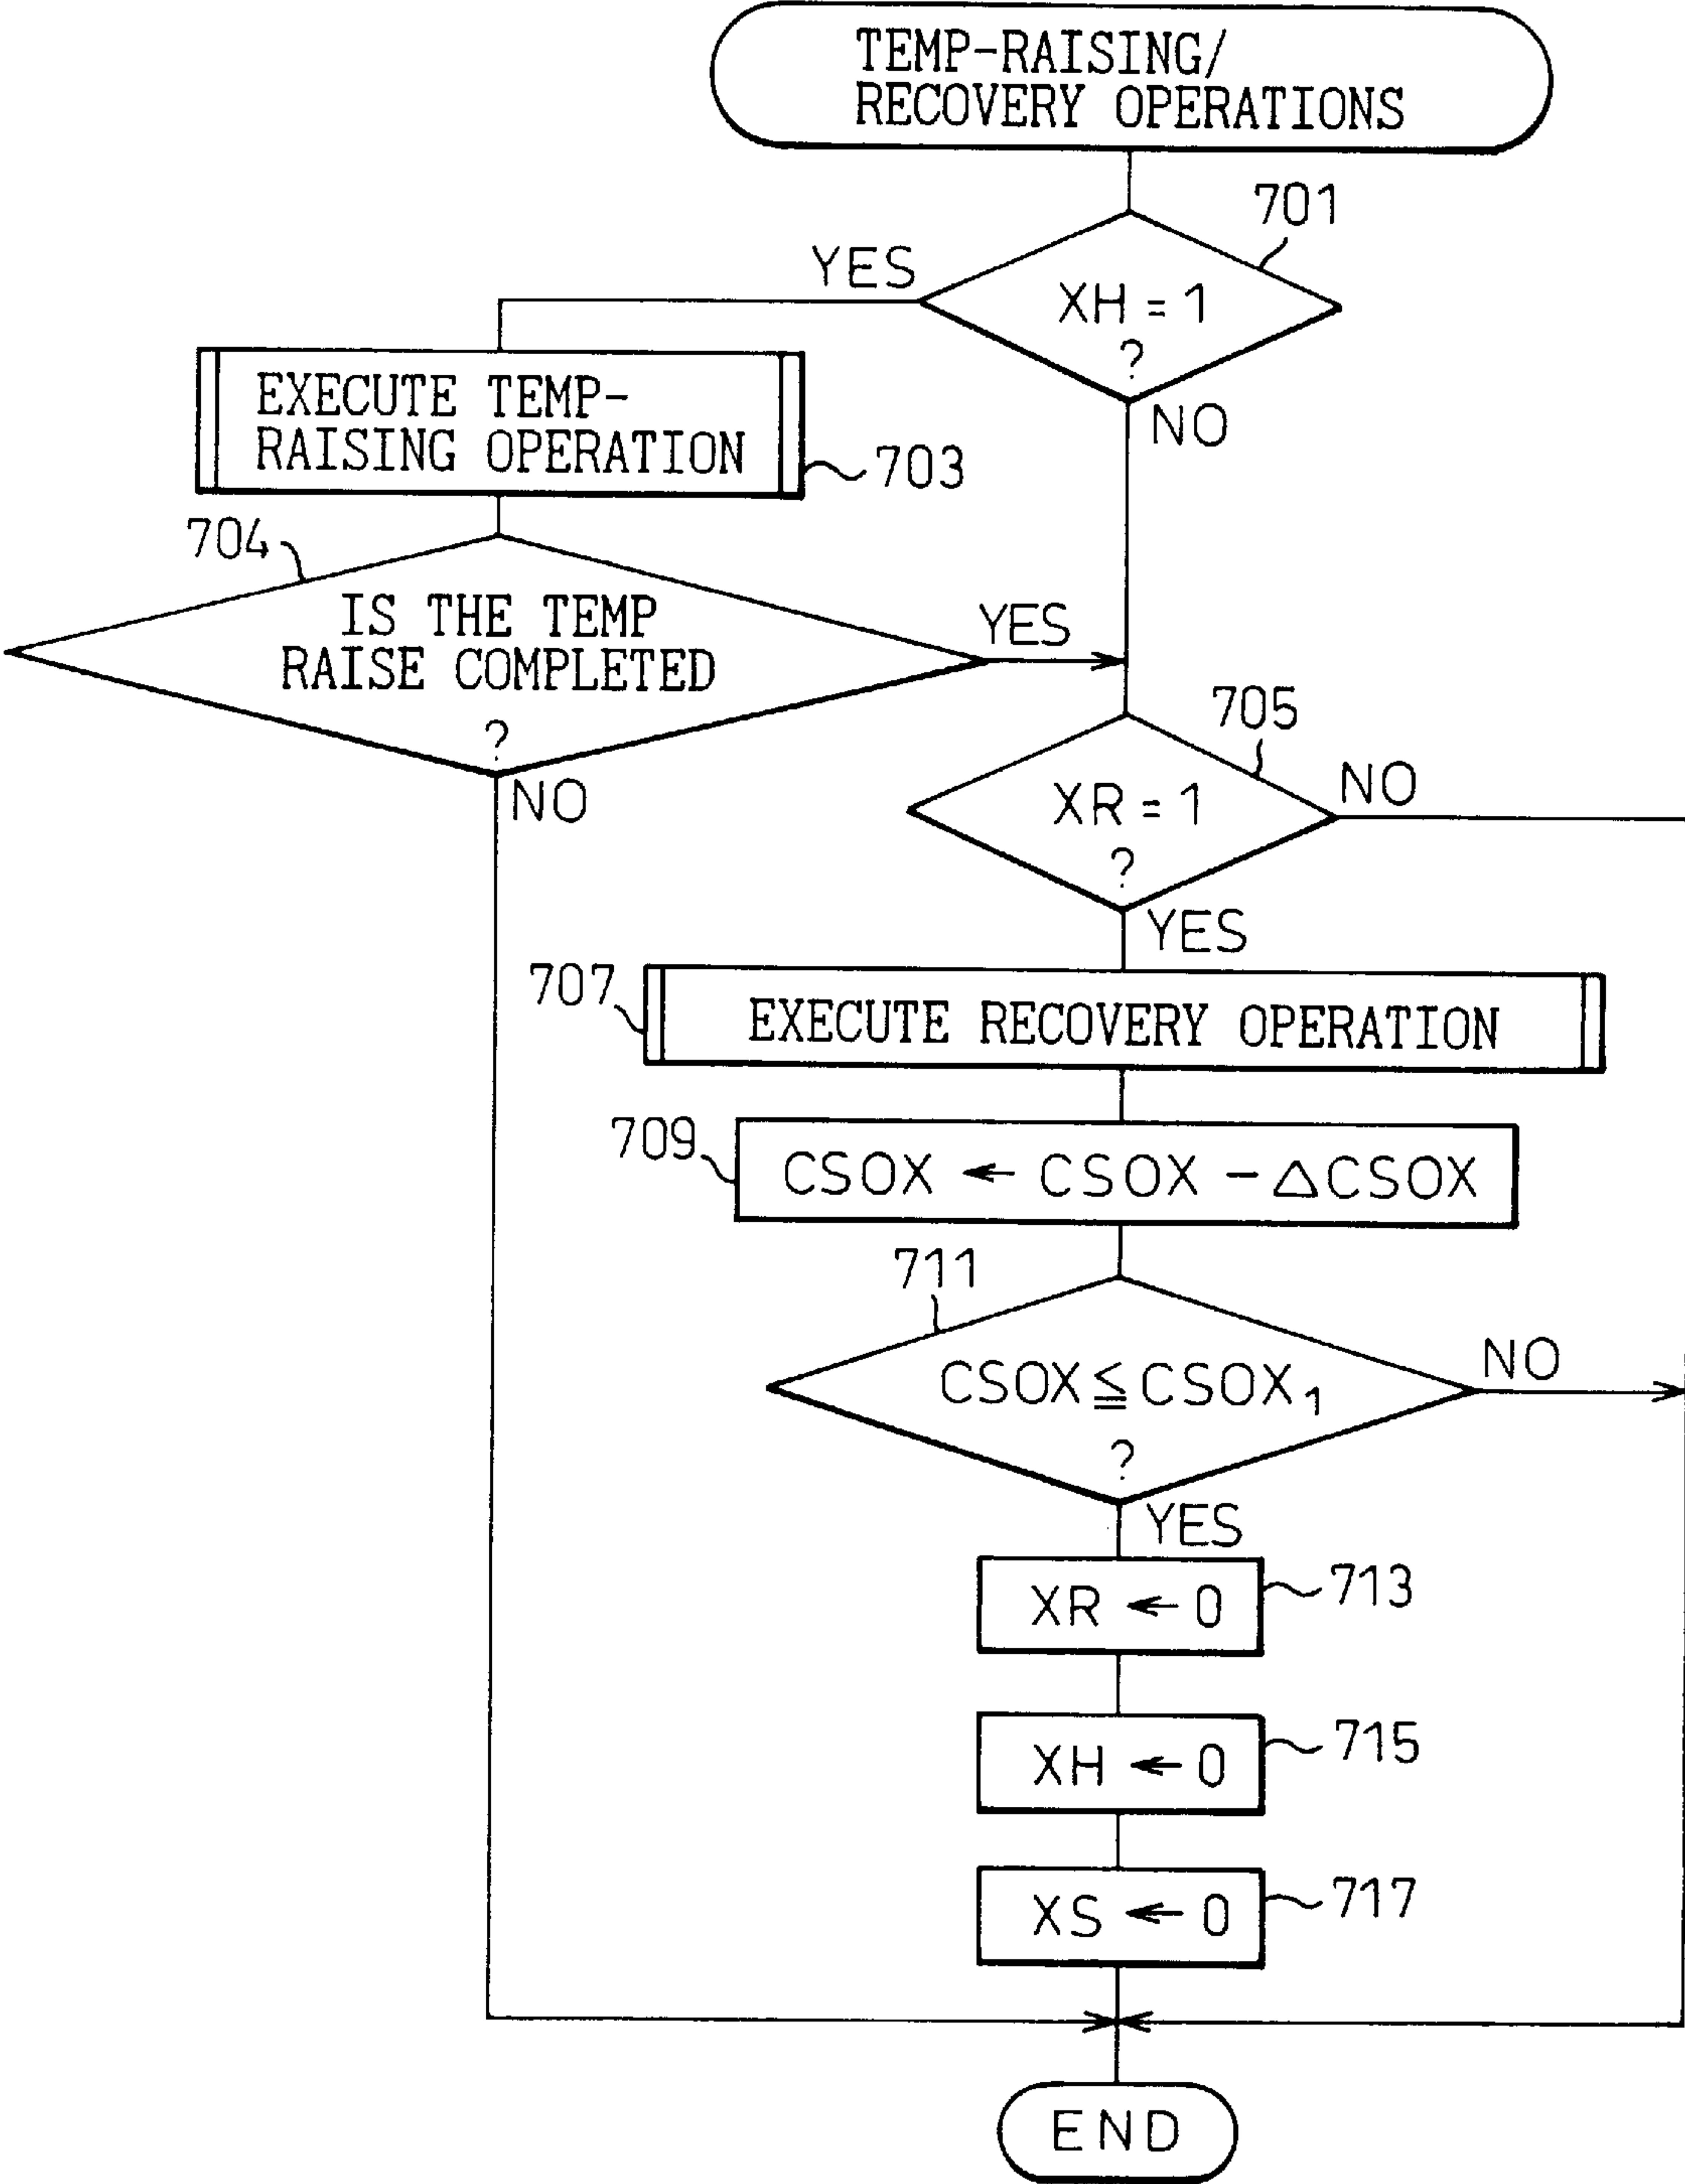 TEMP-RAISING/
RECOVERY OPERATIONS
701
YES
XH = 1
?
NO
EXECUTE TEMP-
RAISING OPERATION
703
704
IS THE TEMP
RAISE COMPLETED
?
YES
NO
705
XR = 1
?
NO
YES
707
EXECUTE RECOVERY OPERATION
709
CSOX ← CSOX − △CSOX
711
CSOX ≦ CSOX₁
?
NO
YES
XR ← 0
713
XH ← 0
715
XS ← 0
717
END